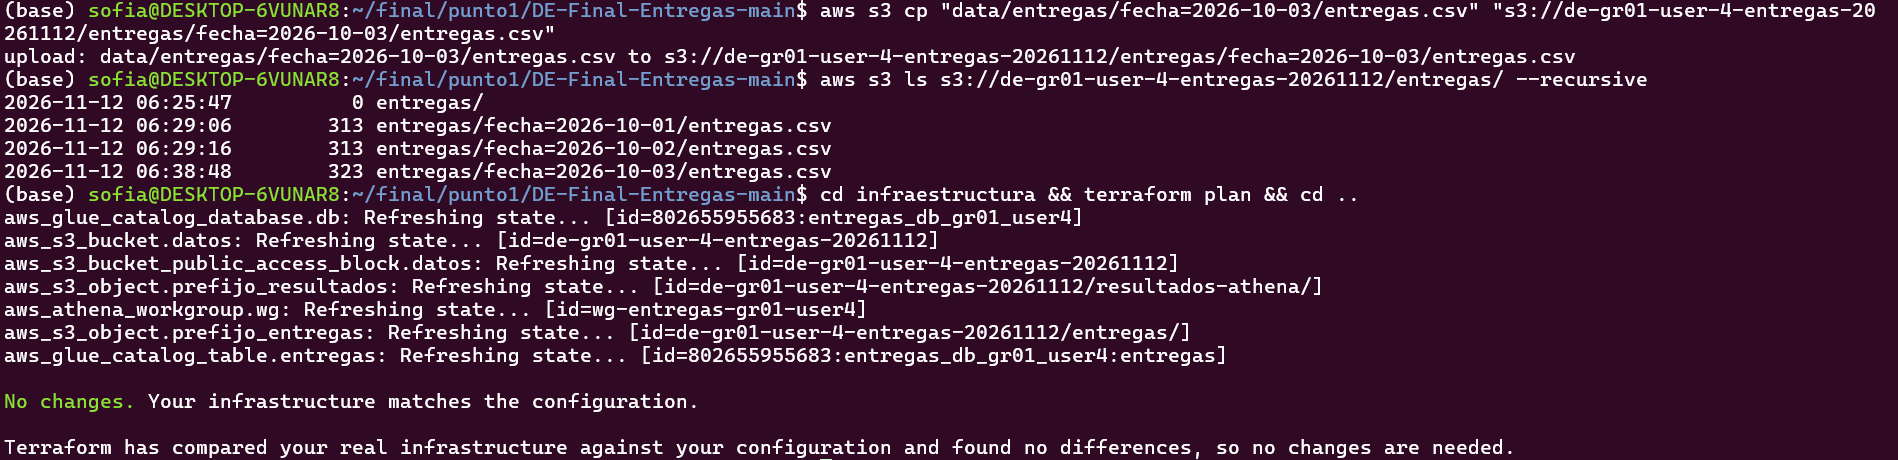 (base) sofia@DESKTOP-6VUNAR8:~/final/punto1/DE-Final-Entregas-main$ aws s3 cp "data/entregas/fecha=2026-10-03/entregas.csv" "s3://de-gr01-user-4-entregas-20
261112/entregas/fecha=2026-10-03/entregas.csv"
upload: data/entregas/fecha=2026-10-03/entregas.csv to s3://de-gr01-user-4-entregas-20261112/entregas/fecha=2026-10-03/entregas.csv
(base) sofia@DESKTOP-6VUNAR8:~/final/punto1/DE-Final-Entregas-main$ aws s3 ls s3://de-gr01-user-4-entregas-20261112/entregas/ --recursive
2026-11-12 06:25:47          0 entregas/
2026-11-12 06:29:06        313 entregas/fecha=2026-10-01/entregas.csv
2026-11-12 06:29:16        313 entregas/fecha=2026-10-02/entregas.csv
2026-11-12 06:38:48        323 entregas/fecha=2026-10-03/entregas.csv
(base) sofia@DESKTOP-6VUNAR8:~/final/punto1/DE-Final-Entregas-main$ cd infraestructura && terraform plan && cd ..
aws_glue_catalog_database.db: Refreshing state... [id=802655955683:entregas_db_gr01_user4]
aws_s3_bucket.datos: Refreshing state... [id=de-gr01-user-4-entregas-20261112]
aws_s3_bucket_public_access_block.datos: Refreshing state... [id=de-gr01-user-4-entregas-20261112]
aws_s3_object.prefijo_resultados: Refreshing state... [id=de-gr01-user-4-entregas-20261112/resultados-athena/]
aws_athena_workgroup.wg: Refreshing state... [id=wg-entregas-gr01-user4]
aws_s3_object.prefijo_entregas: Refreshing state... [id=de-gr01-user-4-entregas-20261112/entregas/]
aws_glue_catalog_table.entregas: Refreshing state... [id=802655955683:entregas_db_gr01_user4:entregas]
No changes. Your infrastructure matches the configuration.
Terraform has compared your real infrastructure against your configuration and found no differences, so no changes are needed.